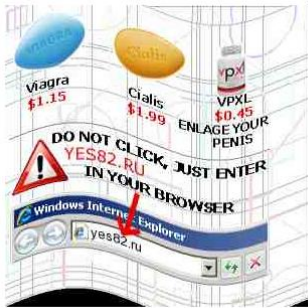 VIAGRA
Cialis
vpxl
Viagra
$1.15
Cialis
$1.99
VPXL
$0.45
ENLAGE YOUR
PENIS
DO NOT CLICK, JUST ENTER
YES82.RU
IN YOUR BROWSER
Windows Internet Explorer
yes82.ru